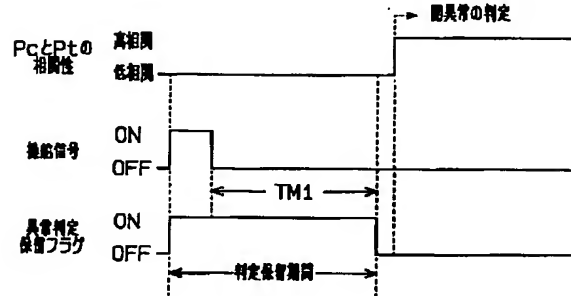 閉異常の判定
PcとPtの
相関性
高相関
低相関
操舵信号
ON
OFF
TM1
異常判定
保留フラグ
ON
OFF
判定保留期間